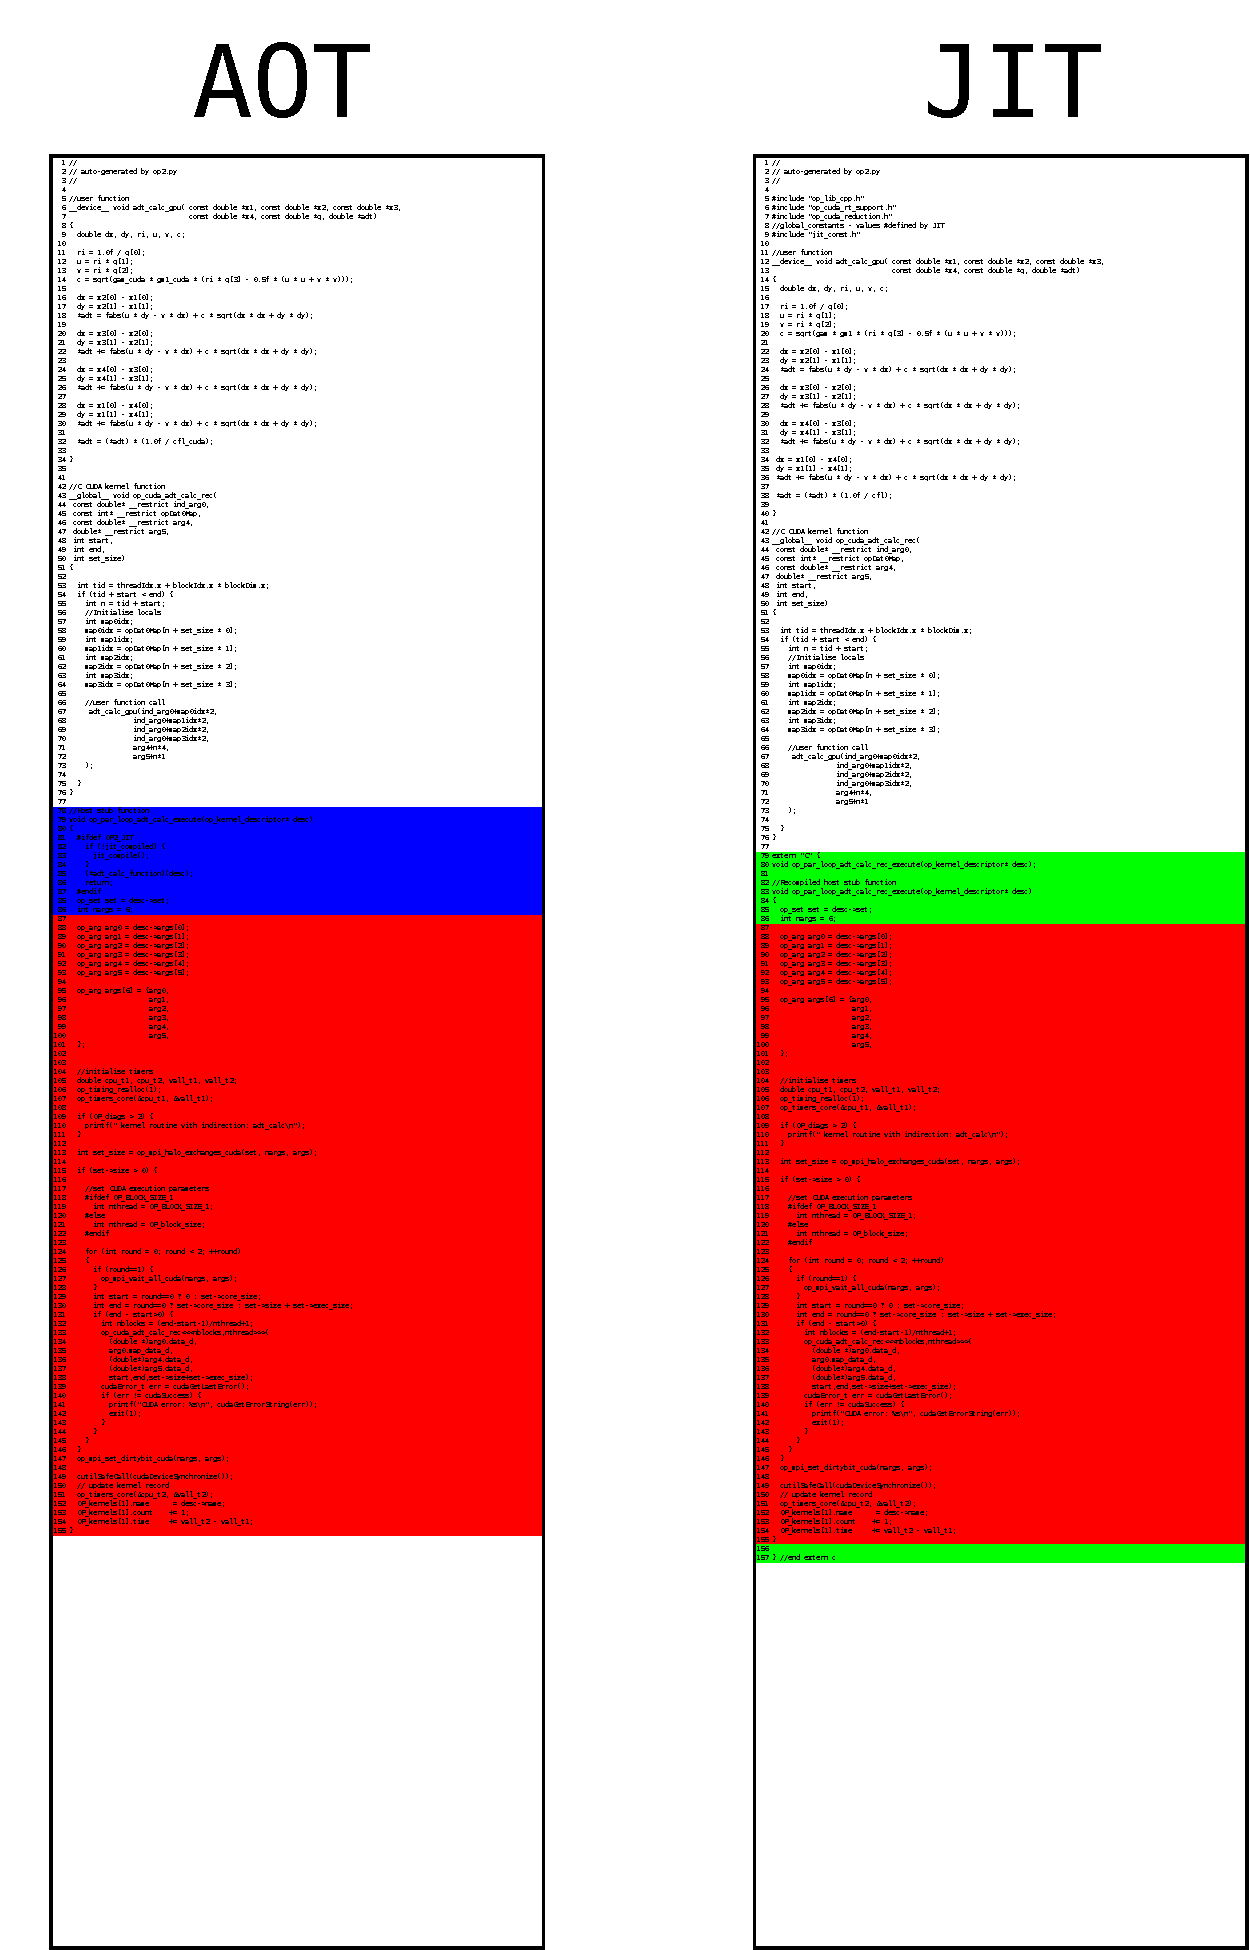 AOT
JIT
1 //
2 // auto-generated by op2.py
3 //
4
5 //user function
6 __device__ void adt_calc_gpu( const double *x1, const double *x2, const double *x3,
7 const double *x4, const double *q, double *adt)
8 {
9 double dx, dy, ri, u, v, c;
10
11 ri = 1.0f / q[0];
12 u = ri * q[1];
13 v = ri * q[2];
14 c = sqrt(gam_cuda * gm1_cuda * (ri * q[3] - 0.5f * (u * u + v * v)));
15
16 dx = x2[0] - x1[0];
17 dy = x2[1] - x1[1];
18 *adt = fabs(u * dy - v * dx) + c * sqrt(dx * dx + dy * dy);
19
20 dx = x3[0] - x2[0];
21 dy = x3[1] - x2[1];
22 *adt += fabs(u * dy - v * dx) + c * sqrt(dx * dx + dy * dy);
23
24 dx = x4[0] - x3[0];
25 dy = x4[1] - x3[1];
26 *adt += fabs(u * dy - v * dx) + c * sqrt(dx * dx + dy * dy);
27
28 dx = x1[0] - x4[0];
29 dy = x1[1] - x4[1];
30 *adt += fabs(u * dy - v * dx) + c * sqrt(dx * dx + dy * dy);
31
32 *adt = (*adt) * (1.0f / cfl_cuda);
33
34 }
35
41
42 //C CUDA kernel function
43 __global__ void op_cuda_adt_calc_rec(
44 const double* __restrict ind_arg0,
45 const int* __restrict opDat0Map,
46 const double* __restrict arg4,
47 double* __restrict arg5,
48 int start,
49 int end,
50 int set_size)
51 {
52
53 int tid = threadIdx.x + blockIdx.x * blockDim.x;
54 if (tid + start < end) {
55 int n = tid + start;
56 //Initialise locals
57 int map0idx;
58 map0idx = opDat0Map[n + set_size * 0];
59 int map1idx;
60 map1idx = opDat0Map[n + set_size * 1];
61 int map2idx;
62 map2idx = opDat0Map[n + set_size * 2];
63 int map3idx;
64 map3idx = opDat0Map[n + set_size * 3];
65
66 //user function call
67 adt_calc_gpu(ind_arg0+map0idx*2,
68 ind_arg0+map1idx*2,
69 ind_arg0+map2idx*2,
70 ind_arg0+map3idx*2,
71 arg4+n*4,
72 arg5+n*1
73 );
74
75 }
76 }
77
//host stub function
{
return;
#endif
op_set set = desc->set;
87
88 op_arg arg0 = desc->args[0];
89 op_arg arg1 = desc->args[1];
90 op_arg arg2 = desc->args[2];
91 op_arg arg3 = desc->args[3];
92 op_arg arg4 = desc->args[4];
93 op_arg arg5 = desc->args[5];
94
95 op_arg args[6] = {arg0,
96 arg1,
97 arg2,
98 arg3,
99 arg4,
100 arg5,
101 };
102
103
104 //initialise timers
105 double cpu_t1, cpu_t2, wall_t1, wall_t2;
106 op_timing_realloc(1);
107 op_timers_core(&cpu_t1, &wall_t1);
108
109 if (OP_diags > 2) {
110 printf(" kernel routine with indirection: adt_calc\n");
111 }
112
113 int set_size = op_mpi_halo_exchanges_cuda(set, nargs, args);
114
115 if (set->size > 0) {
116
117 //set CUDA execution parameters
118 #ifdef OP_BLOCK_SIZE_1
119 int nthread = OP_BLOCK_SIZE_1;
120 #else
121 int nthread = OP_block_size;
122 #endif
123
124 for (int round = 0; round < 2; ++round)
125 {
126 if (round==1) {
127 op_mpi_wait_all_cuda(nargs, args);
128 }
129 int start = round==0 ? 0 : set->core_size;
130 int end = round==0 ? set->core_size : set->size + set->exec_size;
131 if (end - start>0) {
132 int nblocks = (end-start-1)/nthread+1;
133 op_cuda_adt_calc_rec<<<nblocks,nthread>>>(
134 (double *)arg0.data_d,
135 arg0.map_data_d,
136 (double*)arg4.data_d,
137 (double*)arg5.data_d,
138 start,end,set->size+set->exec_size);
139 cudaError_t err = cudaGetLastError();
140 if (err != cudaSuccess) {
141 printf("CUDA error: %s\n", cudaGetErrorString(err));
142 exit(1);
143 }
144 }
145 }
146 }
147 op_mpi_set_dirtybit_cuda(nargs, args);
148
149 cutilSafeCall(cudaDeviceSynchronize());
150 // update kernel record
151 op_timers_core(&cpu_t2, &wall_t2);
152 OP_kernels[1].name = desc->name;
153 OP_kernels[1].count += 1;
154 OP_kernels[1].time += wall_t2 - wall_t1;
155 }
1 //
2 // auto-generated by op2.py
3 //
4
5 #include "op_lib_cpp.h"
6 #include "op_cuda_rt_support.h"
7 #include "op_cuda_reduction.h"
8 //global_constants - values #defined by JIT
9 #include "jit_const.h"
10
11 //user function
12 __device__ void adt_calc_gpu( const double *x1, const double *x2, const double *x3,
13 const double *x4, const double *q, double *adt)
14 {
15 double dx, dy, ri, u, v, c;
16
17 ri = 1.0f / q[0];
18 u = ri * q[1];
19 v = ri * q[2];
20 c = sqrt(gam * gm1 * (ri * q[3] - 0.5f * (u * u + v * v)));
21
22 dx = x2[0] - x1[0];
23 dy = x2[1] - x1[1];
24 *adt = fabs(u * dy - v * dx) + c * sqrt(dx * dx + dy * dy);
25
26 dx = x3[0] - x2[0];
27 dy = x3[1] - x2[1];
28 *adt += fabs(u * dy - v * dx) + c * sqrt(dx * dx + dy * dy);
29
30 dx = x4[0] - x3[0];
31 dy = x4[1] - x3[1];
32 *adt += fabs(u * dy - v * dx) + c * sqrt(dx * dx + dy * dy);
33
34 dx = x1[0] - x4[0];
35 dy = x1[1] - x4[1];
36 *adt += fabs(u * dy - v * dx) + c * sqrt(dx * dx + dy * dy);
37
38 *adt = (*adt) * (1.0f / cfl);
39
40 }
41
42 //C CUDA kernel function
43 __global__ void op_cuda_adt_calc_rec(
44 const double* __restrict ind_arg0,
45 const int* __restrict opDat0Map,
46 const double* __restrict arg4,
47 double* __restrict arg5,
48 int start,
49 int end,
50 int set_size)
51 {
52
53 int tid = threadIdx.x + blockIdx.x * blockDim.x;
54 if (tid + start < end) {
55 int n = tid + start;
56 //Initialise locals
57 int map0idx;
58 map0idx = opDat0Map[n + set_size * 0];
59 int map1idx;
60 map1idx = opDat0Map[n + set_size * 1];
61 int map2idx;
62 map2idx = opDat0Map[n + set_size * 2];
63 int map3idx;
64 map3idx = opDat0Map[n + set_size * 3];
65
66 //user function call
67 adt_calc_gpu(ind_arg0+map0idx*2,
68 ind_arg0+map1idx*2,
69 ind_arg0+map2idx*2,
70 ind_arg0+map3idx*2,
71 arg4+n*4,
72 arg5+n*1
73 );
74
75 }
76 }
77
79 extern "C" {
80 void op_par_loop_adt_calc_rec_execute(op_kernel_descriptor* desc);
81
82 //Recompiled host stub function
83 void op_par_loop_adt_calc_rec_execute(op_kernel_descriptor* desc)
84 {
85 op_set set = desc->set;
86 int nargs = 6;
87
88 op_arg arg0 = desc->args[0];
89 op_arg arg1 = desc->args[1];
90 op_arg arg2 = desc->args[2];
91 op_arg arg3 = desc->args[3];
92 op_arg arg4 = desc->args[4];
93 op_arg arg5 = desc->args[5];
94
95 op_arg args[6] = {arg0,
96 arg1,
97 arg2,
98 arg3,
99 arg4,
100 arg5,
101 };
102
103
104 //initialise timers
105 double cpu_t1, cpu_t2, wall_t1, wall_t2;
106 op_timing_realloc(1);
107 op_timers_core(&cpu_t1, &wall_t1);
108
109 if (OP_diags > 2) {
110 printf(" kernel routine with indirection: adt_calc\n");
111 }
112
113 int set_size = op_mpi_halo_exchanges_cuda(set, nargs, args);
114
115 if (set->size > 0) {
116
117 //set CUDA execution parameters
118 #ifdef OP_BLOCK_SIZE_1
119 int nthread = OP_BLOCK_SIZE_1;
120 #else
121 int nthread = OP_block_size;
122 #endif
123
124 for (int round = 0; round < 2; ++round)
125 {
126 if (round==1) {
127 op_mpi_wait_all_cuda(nargs, args);
128 }
129 int start = round==0 ? 0 : set->core_size;
130 int end = round==0 ? set->core_size : set->size + set->exec_size;
131 if (end - start>0) {
132 int nblocks = (end-start-1)/nthread+1;
133 op_cuda_adt_calc_rec<<<nblocks,nthread>>>(
134 (double *)arg0.data_d,
135 arg0.map_data_d,
136 (double*)arg4.data_d,
137 (double*)arg5.data_d,
138 start,end,set->size+set->exec_size);
139 cudaError_t err = cudaGetLastError();
140 if (err != cudaSuccess) {
141 printf("CUDA error: %s\n", cudaGetErrorString(err));
142 exit(1);
143 }
144 }
145 }
146 }
147 op_mpi_set_dirtybit_cuda(nargs, args);
148
149 cutilSafeCall(cudaDeviceSynchronize());
150 // update kernel record
151 op_timers_core(&cpu_t2, &wall_t2);
152 OP_kernels[1].name = desc->name;
153 OP_kernels[1].count += 1;
154 OP_kernels[1].time += wall_t2 - wall_t1;
155 }
156
157 } //end extern c